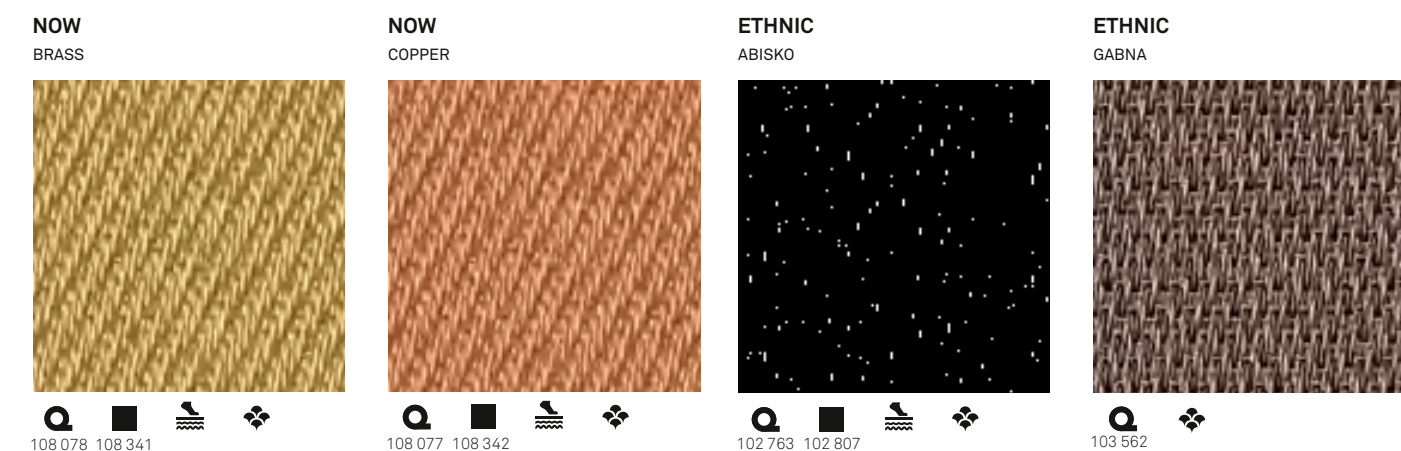 NOW
BRASS
108 078 108 341
NOW
COPPER
108 077 108 342
ETHNIC
ABISKO
102 763 102 807
ETHNIC
GABNA
103 562